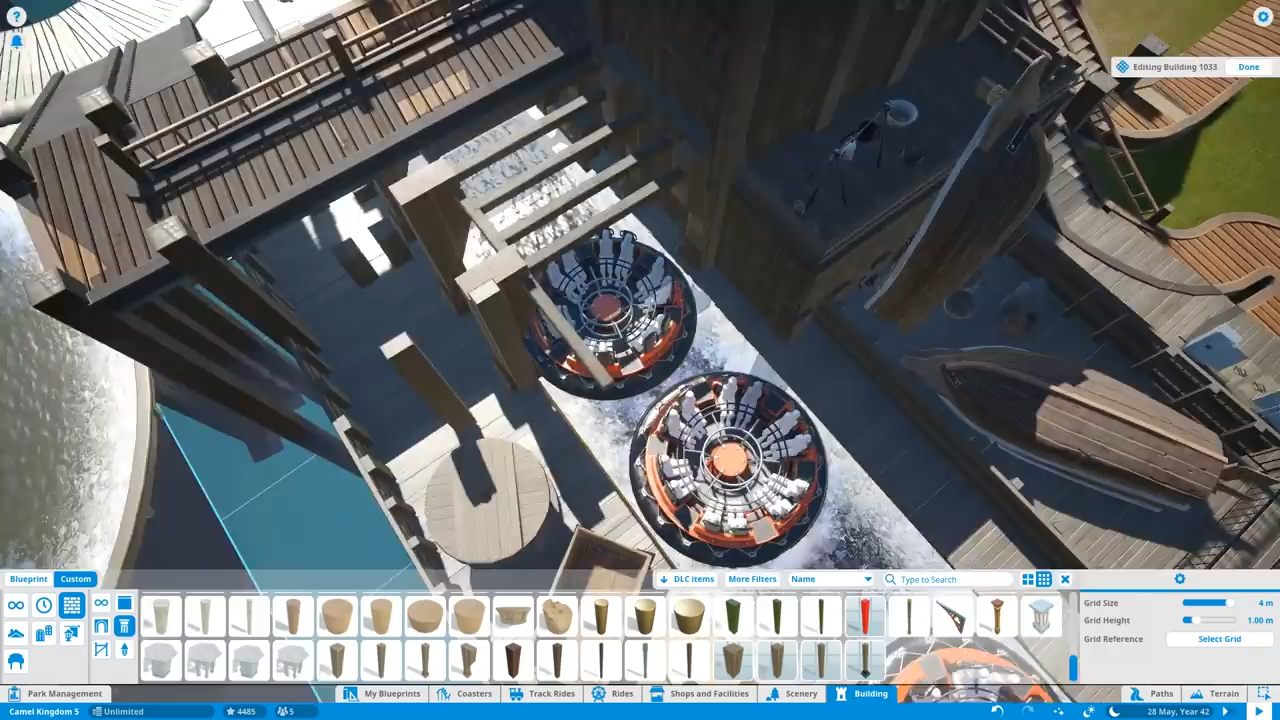 ?
Editing Building 1033 Done
Blueprint Custom
DLC items More Filters Name Type to Search
Grid Size 4 m
Grid Height 1.00 m
Grid Reference Select Grid
Park Management My Blueprints Coasters Track Rides Rides Shops and Facilities Scenery Building Paths Terrain
Camel Kingdom 5 Unlimited 4485 5 28 May, Year 42